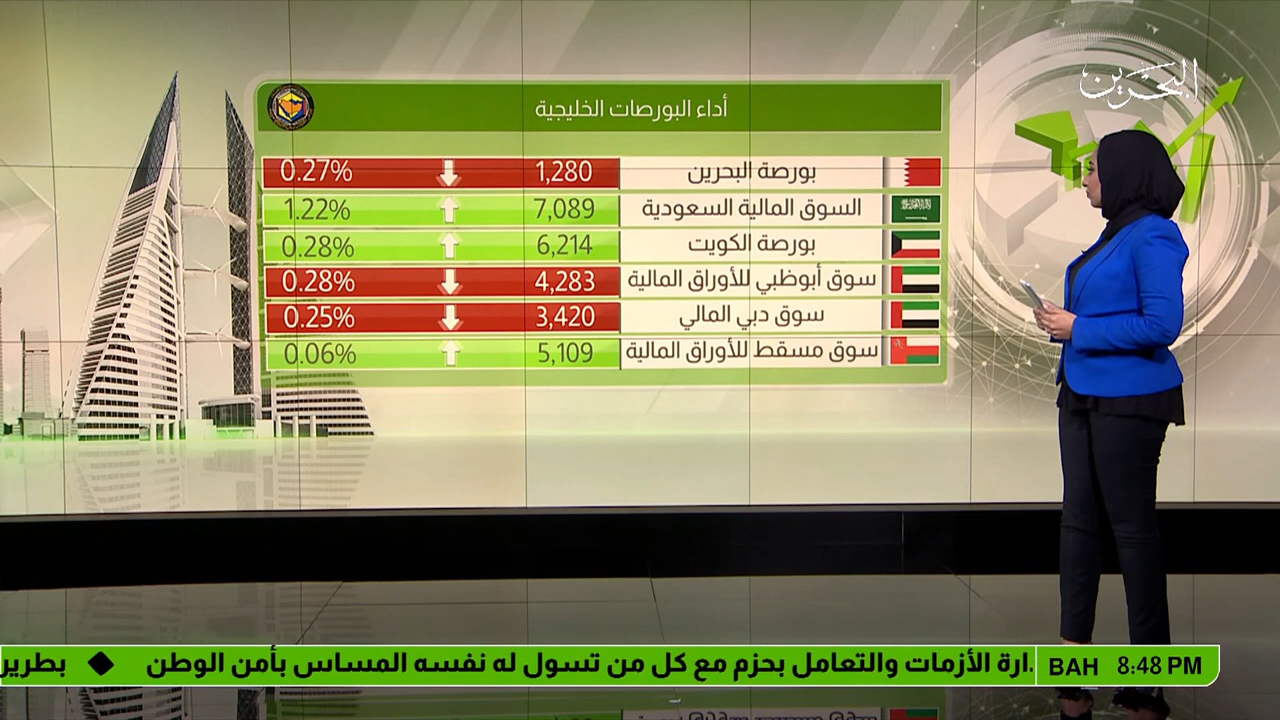 البحرين
أداء البورصات الخليجية
بورصة البحرين 1,280 0.27%
السوق المالية السعودية 7,089 1.22%
بورصة الكويت 6,214 0.28%
سوق أبوظبي للأوراق المالية 4,283 0.28%
سوق دبي المالي 3,420 0.25%
سوق مسقط للأوراق المالية 5,109 0.06%
BAH 8:48 PM
والتعامل بحزم مع كل من تسول له نفسه المساس بأمن الوطن ◆